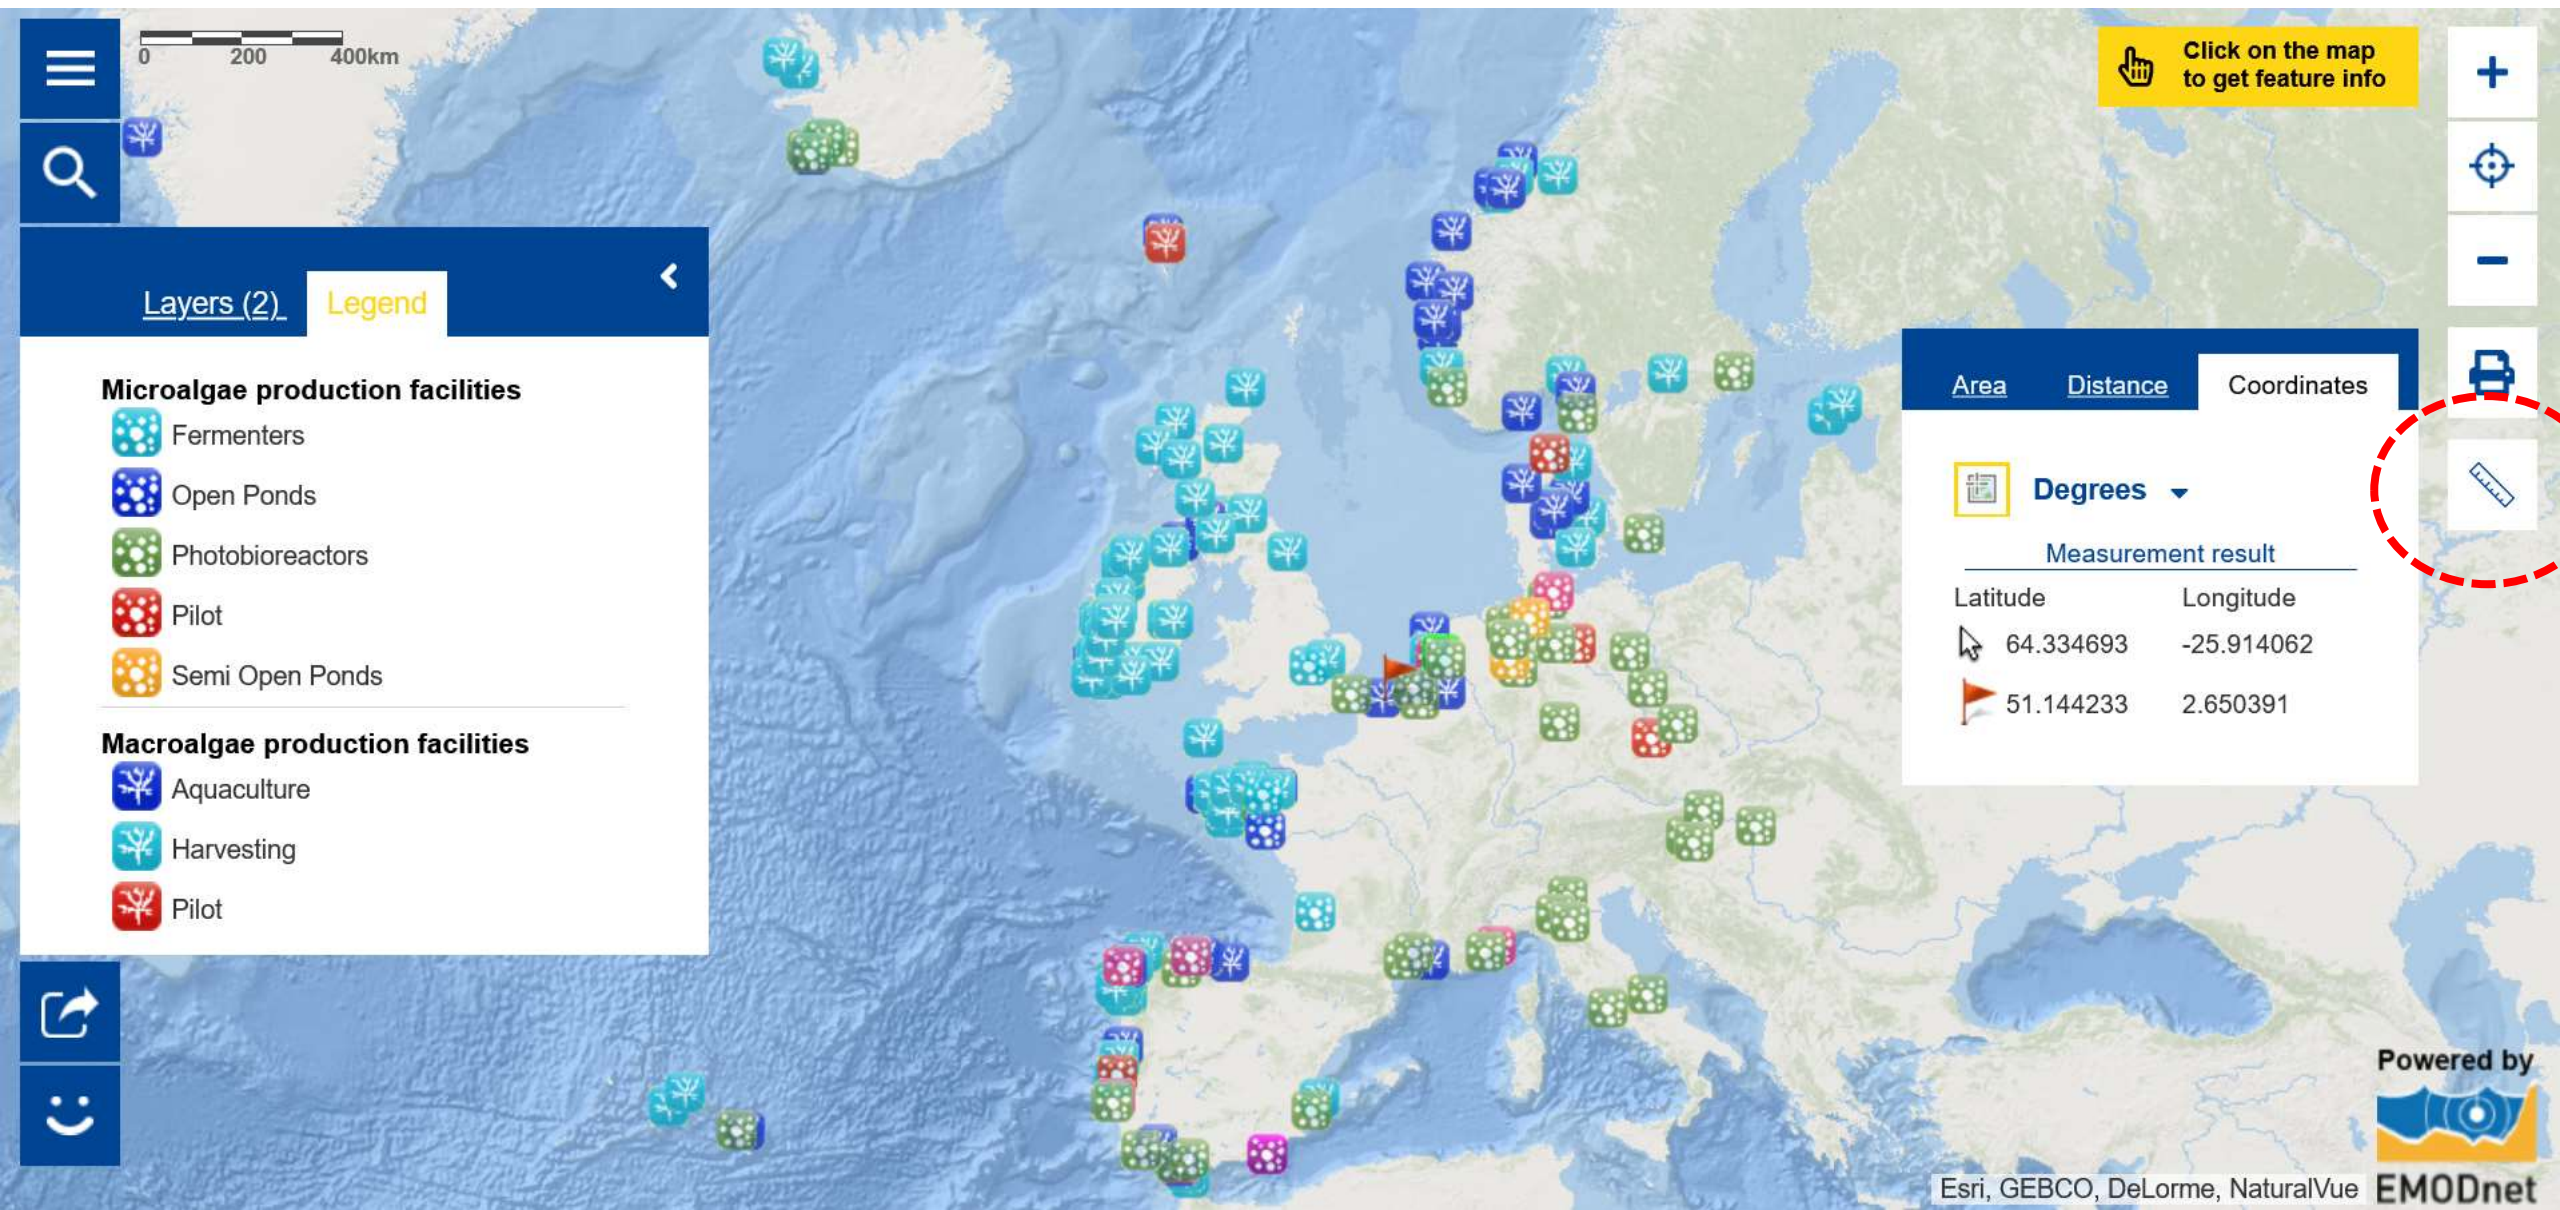 0 200 400km
Click on the map
to get feature info
Layers (2)
Legend
Microalgae production facilities
Fermenters
Open Ponds
Photobioreactors
Pilot
Semi Open Ponds
Macroalgae production facilities
Aquaculture
Harvesting
Pilot
Area Distance Coordinates
Degrees
Measurement result
Latitude Longitude
64.334693 -25.914062
51.144233 2.650391
Powered by
EMODnet
Esri, GEBCO, DeLorme, NaturalVue